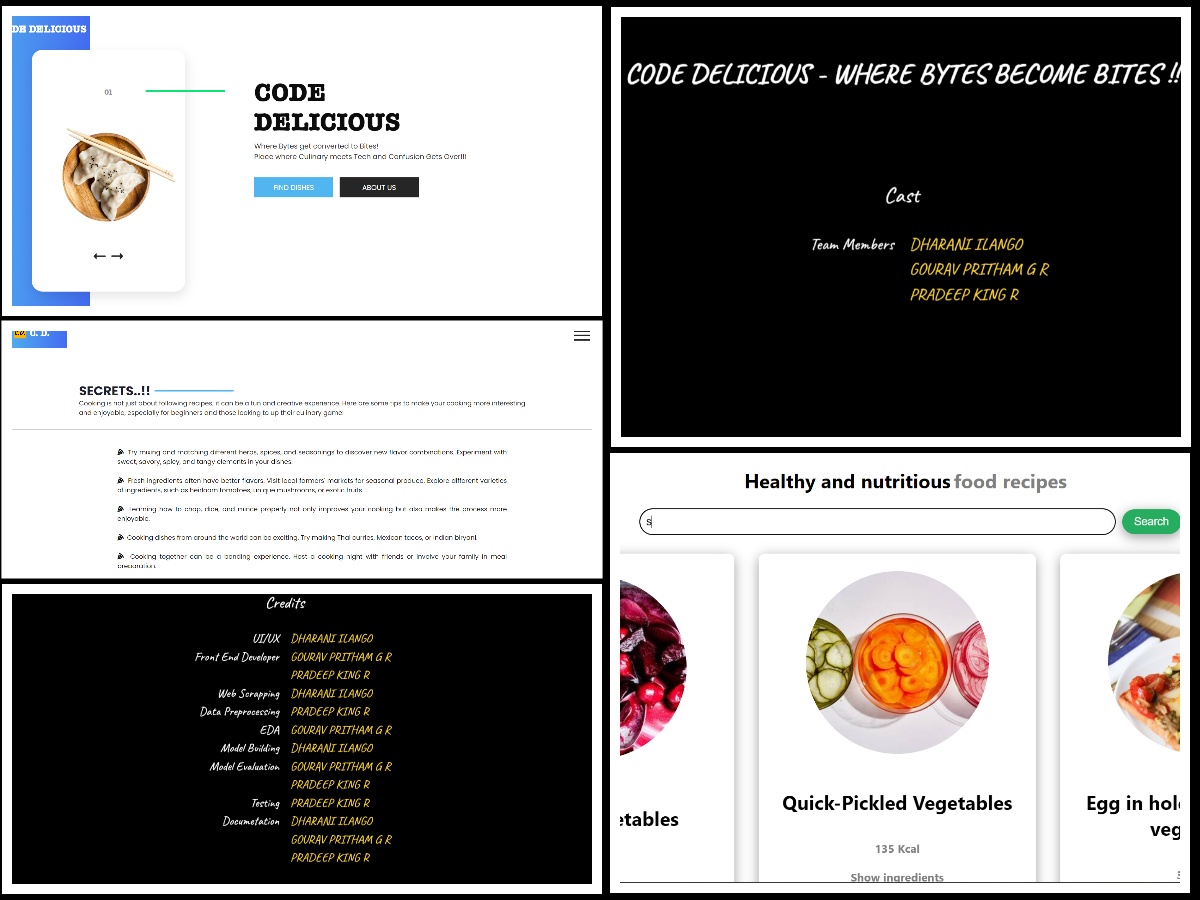 DE DELICIOUS
01
CODE
DELICIOUS
Where Bytes get converted to Bites!
Place where Culinary meets Tech and Confusion Gets Over!!!
FIND DISHES
ABOUT US
CODE DELICIOUS - WHERE BYTES BECOME BITES !!
Cast
Team Members DHARANI ILANGO
GOURAV PRITHAM G R
PRADEEP KING R
SECRETS..!!
Cooking is not just about following recipes, it can be a fun and creative experience. Here are some tips to make your cooking more interesting
and enjoyable, especially for beginners and those looking to up their culinary game:
Try mixing and matching different herbs, spices, and seasonings to discover new flavor combinations. Experiment with
sweet, savory, spicy, and tangy elements in your dishes.
Fresh ingredients often have better flavors. Visit local farmers' markets for seasonal produce. Explore different varieties
of ingredients, such as heirloom tomatoes, unique mushrooms, or exotic fruits.
Learning how to chop, dice, and mince properly not only improves your cooking but also makes the process more
enjoyable.
Cooking dishes from around the world can be exciting. Try making Thai curries, Mexican tacos, or Indian biryani.
Cooking together can be a bonding experience. Host a cooking night with friends or involve your family in meal
preparation.
Healthy and nutritious food recipes
s
Search
etables
Quick-Pickled Vegetables
135 Kcal
Show ingredients
Egg in hol
veg
Credits
UI/UX DHARANI ILANGO
Front End Developer GOURAV PRITHAM G R
PRADEEP KING R
Web Scrapping DHARANI ILANGO
Data Preprocessing PRADEEP KING R
EDA GOURAV PRITHAM G R
Model Building DHARANI ILANGO
Model Evaluation GOURAV PRITHAM G R
PRADEEP KING R
Testing PRADEEP KING R
Documetation DHARANI ILANGO
GOURAV PRITHAM G R
PRADEEP KING R